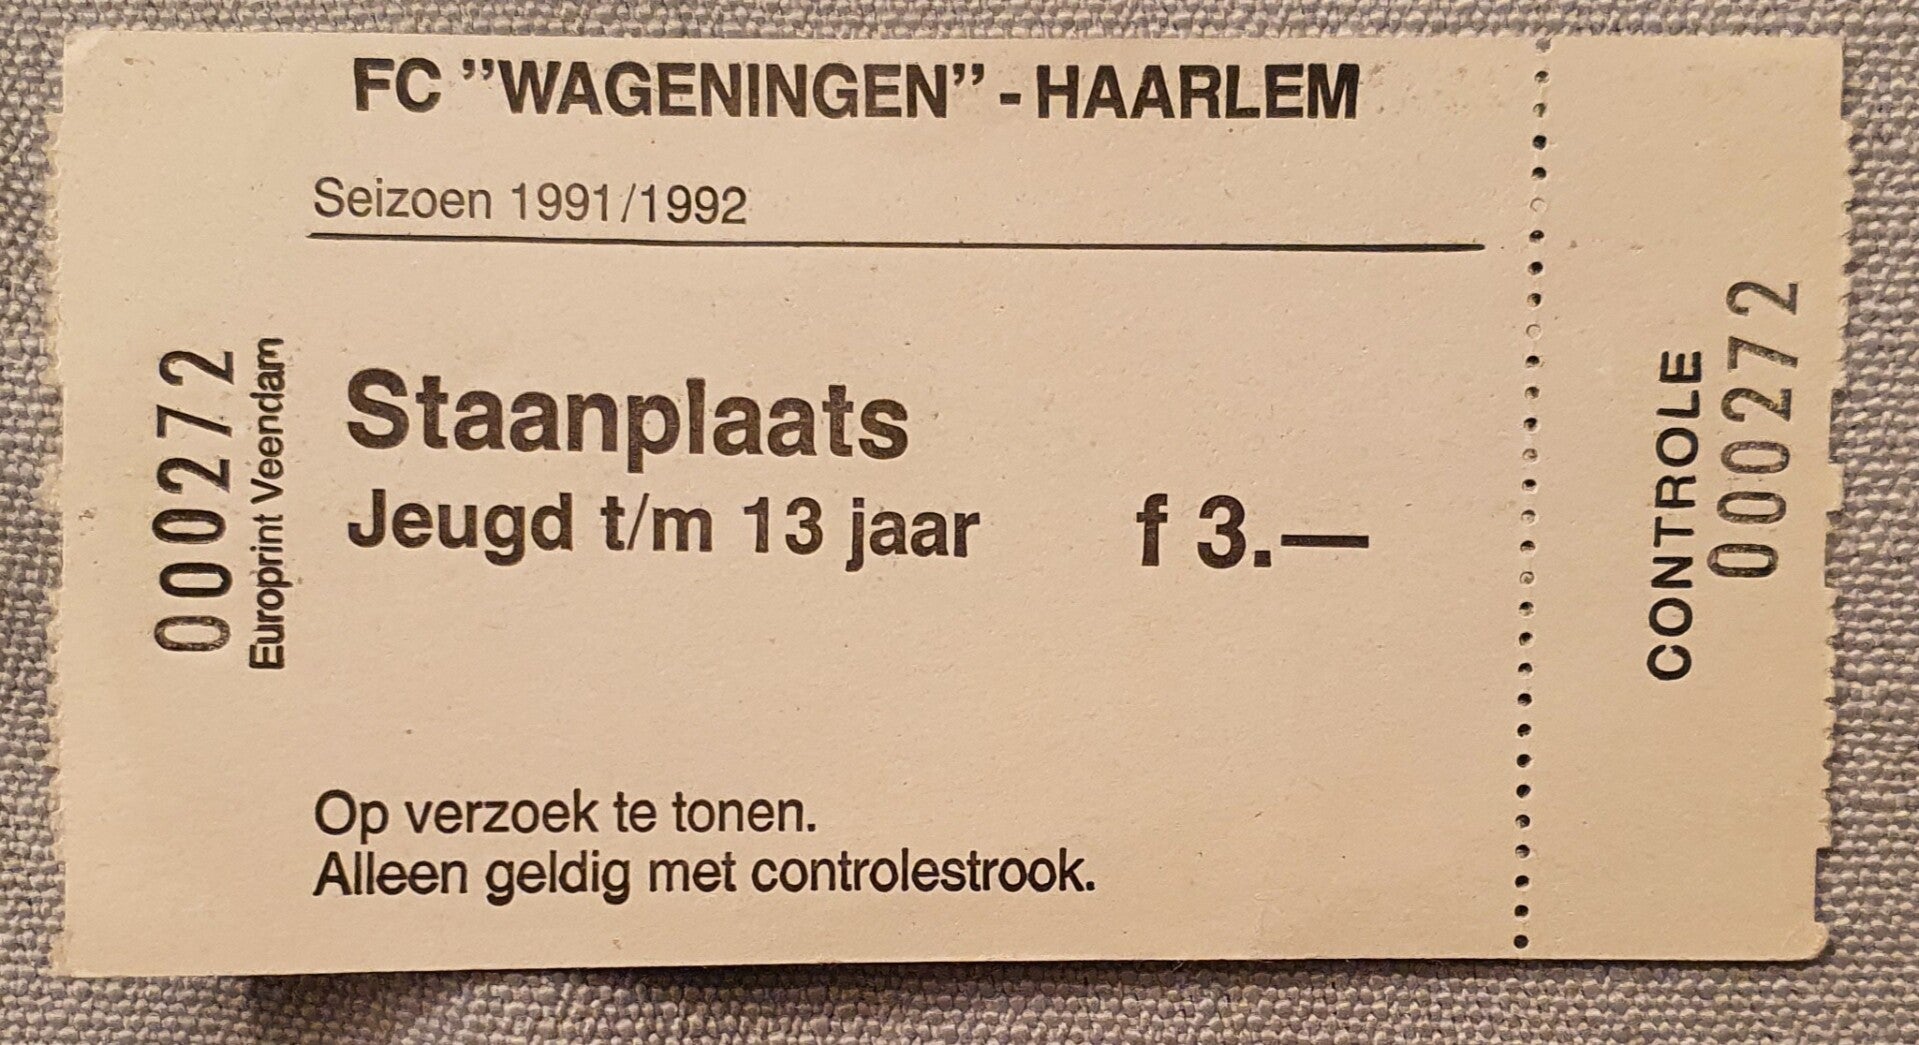 FC "WAGENINGEN" - HAARLEM
Seizoen 1991/1992
000272
Europrint Veendam
Staanplaats
Jeugd t/m 13 jaar f 3.—
Op verzoek te tonen.
Alleen geldig met controlestrook.
CONTROLE
000272